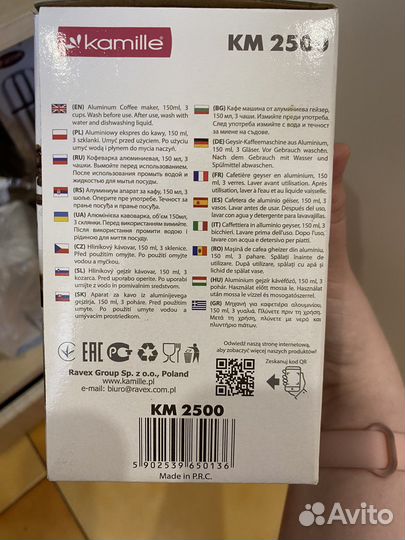 kamille®
KM 2500
(EN) Aluminum Coffee maker, 150ml, 3
cups. Wash before use. After use, wash with
water and dishwashing liquid.
(PL) Aluminiowy ekspres do kawy, 150 ml,
3 szklanki. Umyć przed użyciem. Po użyciu
umyć wodą i płynem do mycia naczyń.
(RU) Кофеварка алюминиевая, 150 мл, 3
чашки. Вымыть перед использованием.
После использования промыть водой и
жидкостью для мытья посуды.
(RS) Алуминијум апарат за кафу, 150 мл,
3 шоље. Оперите пре употребе. Течност за
прање посуђа и прање посуђа.
(UA) Алюмінієва кавоварка, об'єм 150мл,
3 склянки. Перед використанням вимити.
Після використання промити водою і
рідиною для миття посуду.
(CZ) Hliníkový kávovar, 150 ml, 3 sklenice.
Před použitím omyjte. Po použití omyjte
vodou a mycím prostředkem.
(SL) Hliníkový gejzír kávovar, 150 ml, 3
kozarca. Pred uporabo operemo. Po upo-
rabi umijte z vodo in pomivalnim sredstvom.
(SK) Aparat za kavo iz aluminijevega
gejzirja, 150 ml, 3 pohare. Pred použitím
umyte. Po použití umyte vodou a
umývacím prostriedkom.
(BG) Кафе машина от алуминиева гейзер,
150 мл, 3 чаши. Измийте преди употреба.
След употреба измийте с вода и течност
за миене на съдове.
(DE) Geysir-Kaffeemaschine aus Aluminium,
150 ml, 3 Gläser. Vor Gebrauch waschen.
Nach dem Gebrauch mit Wasser und
Spülmittel abwaschen.
(FR) Cafetière geyser en aluminium, 150
ml, 3 verres. Laver avant utilisation. Après
utilisation, laver à l'eau et au liquide vaisselle.
(ES) Cafetera de aluminio géiser, 150 ml, 3
vasos. Lavar antes de usar. Después de su uso,
lavar con agua y detergente para lavavajillas.
(IT) Caffettiera in alluminio geyser, 150 ml, 3
bicchieri. Lavare prima dell'uso. Dopo l'uso,
lavare con acqua e detersivo per piatti.
(RO) Mașină de cafea gheizer din aluminiu,
150 ml, 3 pahare. Spălați înainte de
utilizare. După utilizare, spălați cu apă și
lichid de spălat vase.
(HU) Alumínium gejzír kávéfőző, 150 ml, 3
pohár. Használat előtt mossa le. Használat
után mossa le vízzel és mosogatószerrel.
(GR) Μηχανή για καφετιέρα αλουμινίου,
150 ml, 3 γυαλιά. Πλύνετε πριν τη χρήση.
Μετά τη χρήση, πλύνετε με νερό και
πλυντήριο πιάτων.
EAC
Ravex Group Sp. z o.o., Poland
www.kamille.pl
e-mail: biuro@ravex.com.pl
Odwiedź naszą stronę internetową,
aby zobaczyć więcej naszych produktów!
Zeskanuj kod QR
KM 2500
5 902539 650136
Made in P.R.C.
Avito